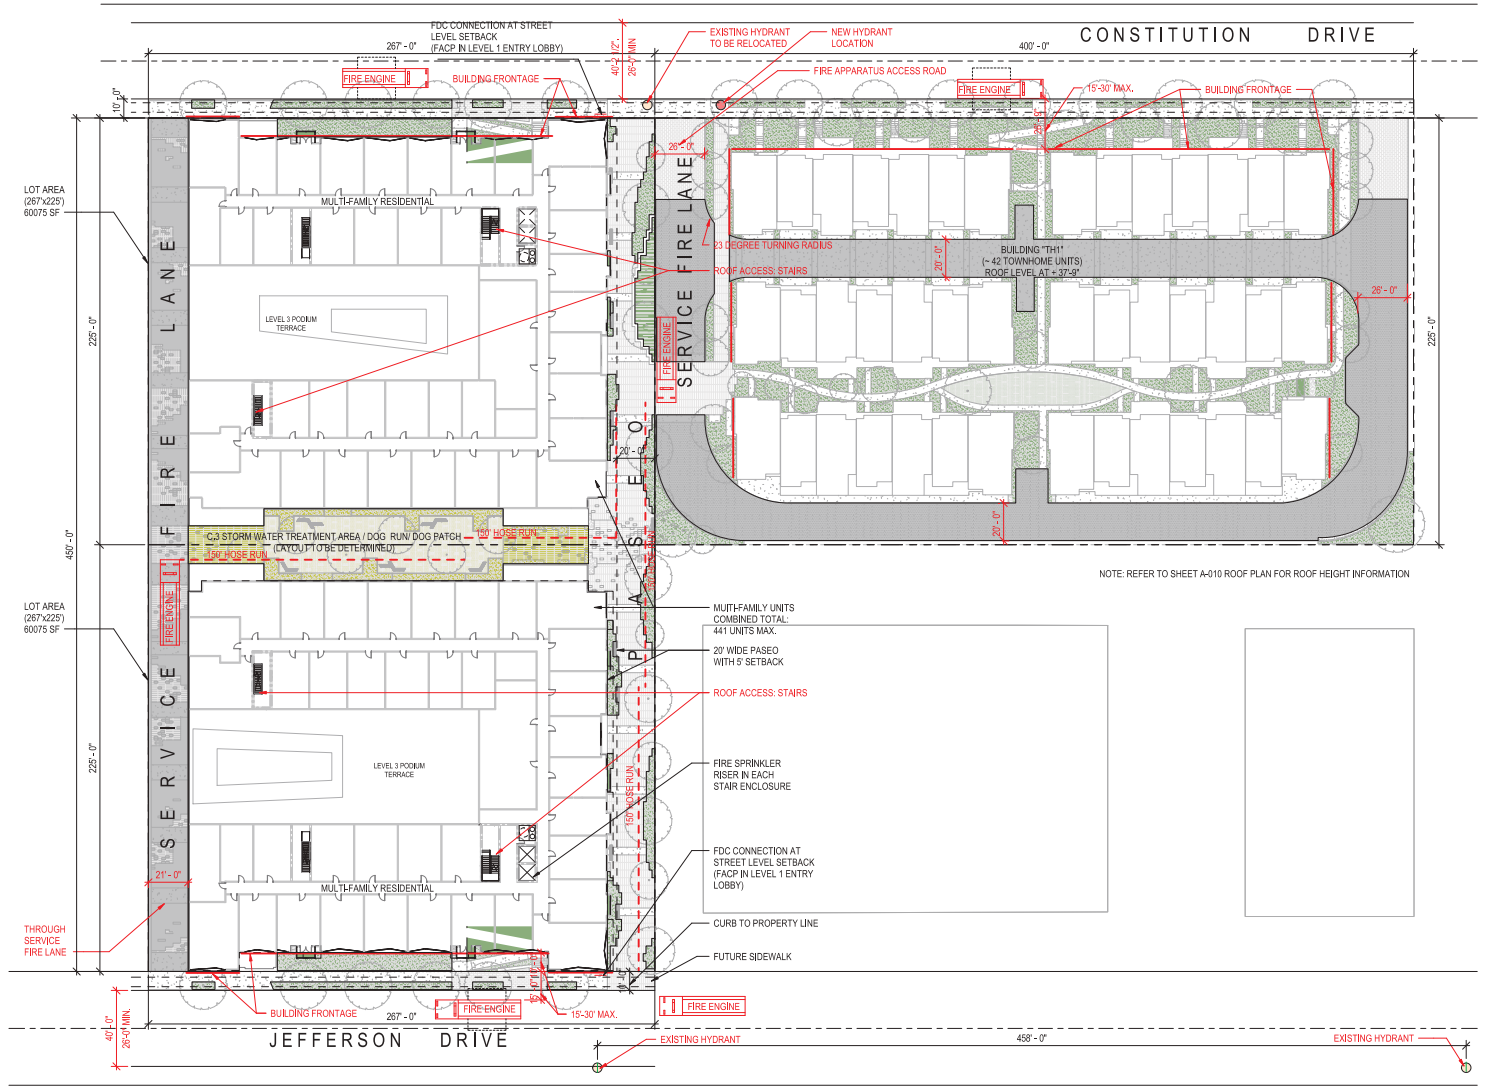 FDC CONNECTION AT STREET
LEVEL SETBACK
(FACP IN LEVEL 1 ENTRY LOBBY)
267' - 0"
40'-2 1/2"
26'-0" MIN
EXISTING HYDRANT
TO BE RELOCATED
NEW HYDRANT
LOCATION
400' - 0"
CONSTITUTION DRIVE
FIRE ENGINE
BUILDING FRONTAGE
FIRE APPARATUS ACCESS ROAD
FIRE ENGINE
15'-30' MAX.
BUILDING FRONTAGE
10' - 0"
26' - 0"
LOT AREA
(267'x225')
60075 SF
MULTI-FAMILY RESIDENTIAL
23 DEGREE TURNING RADIUS
ROOF ACCESS: STAIRS
BUILDING "TH1"
(~ 42 TOWNHOME UNITS)
ROOF LEVEL AT + 37'-9"
20' - 0"
26' - 0"
225' - 0"
225' - 0"
LEVEL 3 PODIUM
TERRACE
FIRE ENGINE
SERVICE FIRE LANE
SERVICE FIRE LANE
20' - 0"
PASEO
450' - 0"
C.3 STORM WATER TREATMENT AREA / DOG RUN/ DOG PATCH
(LAYOUT TO BE DETERMINED)
150' HOSE RUN
150' HOSE RUN
150' HOSE RUN
20' - 0"
NOTE: REFER TO SHEET A-010 ROOF PLAN FOR ROOF HEIGHT INFORMATION
LOT AREA
(267'x225')
60075 SF
FIRE ENGINE
MUITI-FAMILY UNITS
COMBINED TOTAL:
441 UNITS MAX.
20' WIDE PASEO
WITH 5' SETBACK
ROOF ACCESS: STAIRS
225' - 0"
LEVEL 3 PODIUM
TERRACE
150' HOSE RUN
FIRE SPRINKLER
RISER IN EACH
STAIR ENCLOSURE
FDC CONNECTION AT
STREET LEVEL SETBACK
(FACP IN LEVEL 1 ENTRY
LOBBY)
21' - 0"
MULTI-FAMILY RESIDENTIAL
THROUGH
SERVICE
FIRE LANE
CURB TO PROPERTY LINE
FUTURE SIDEWALK
BUILDING FRONTAGE
267' - 0"
FIRE ENGINE
15'-30' MAX.
FIRE ENGINE
40' - 0"
26'-0" MIN.
JEFFERSON DRIVE
EXISTING HYDRANT
458' - 0"
EXISTING HYDRANT